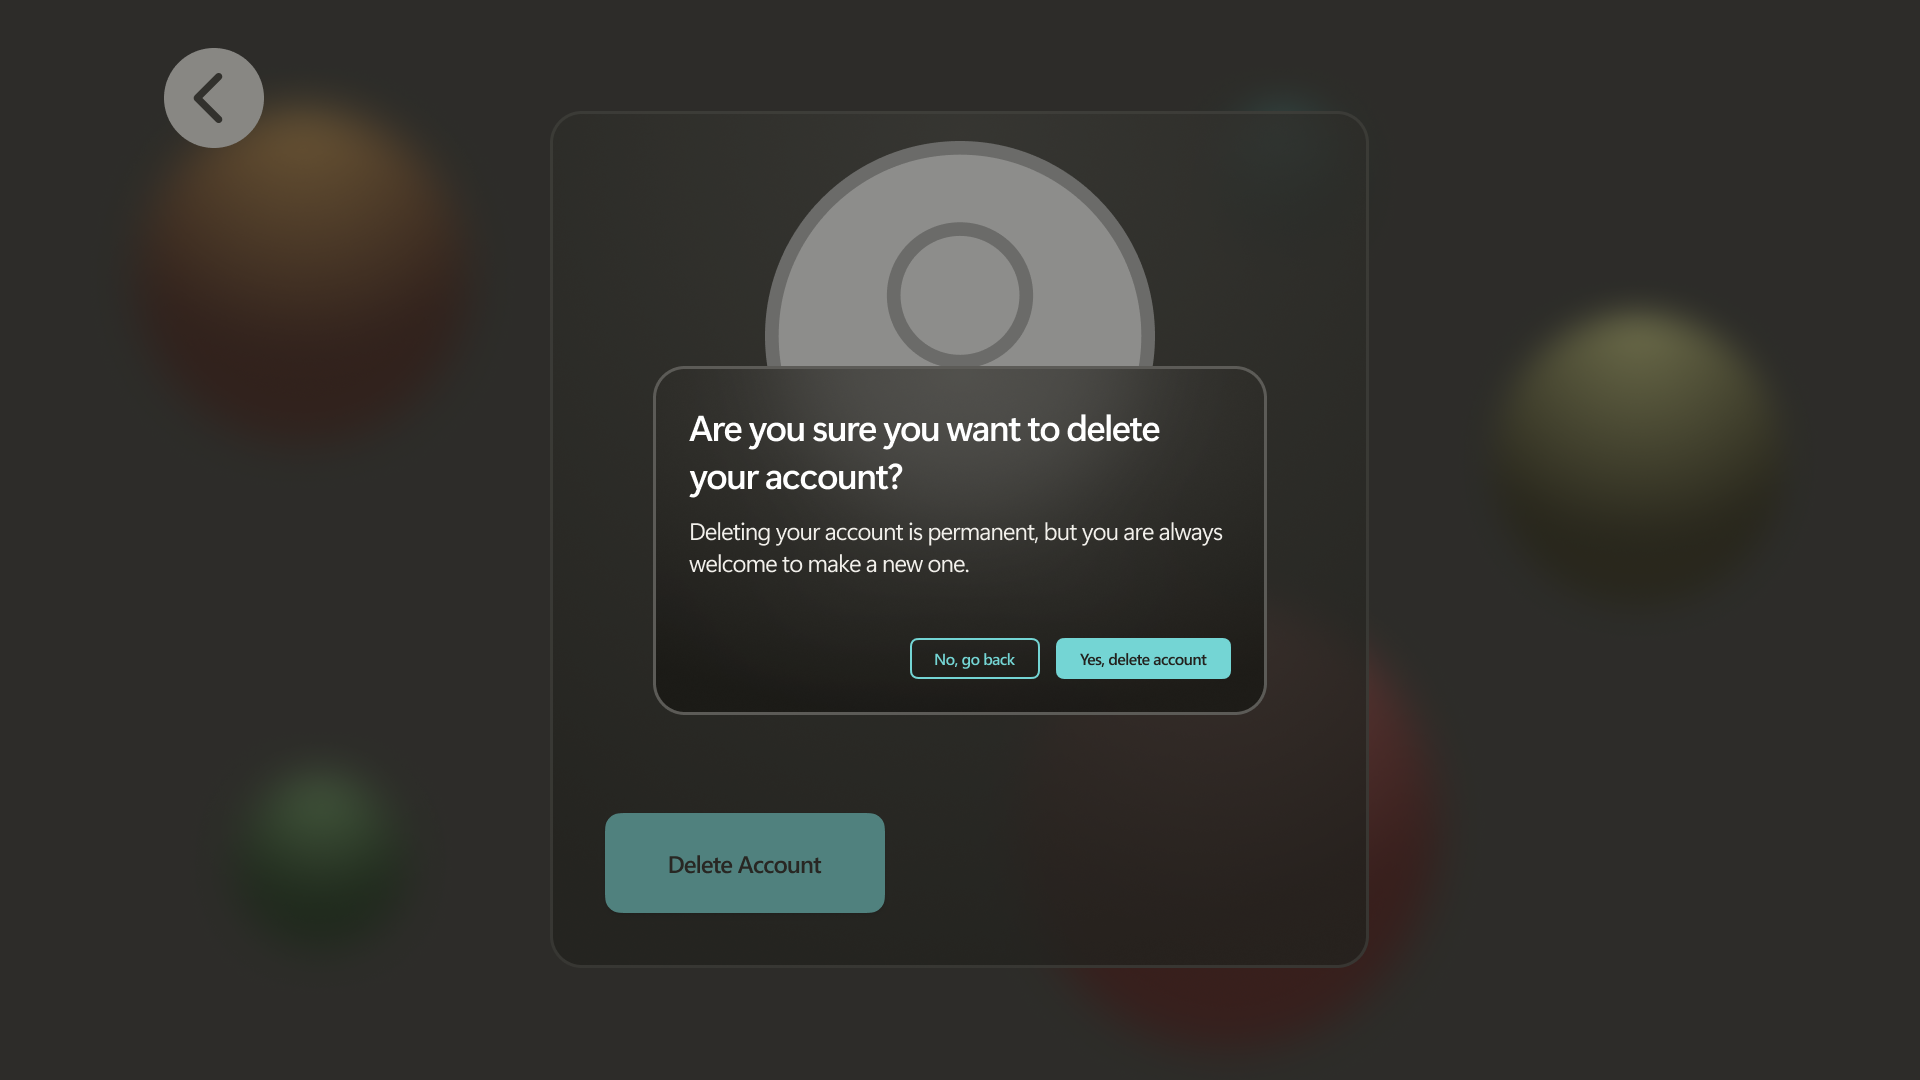 Are you sure you want to delete
your account?
Deleting your account is permanent, but you are always
welcome to make a new one.
No, go back
Yes, delete account
Delete Account